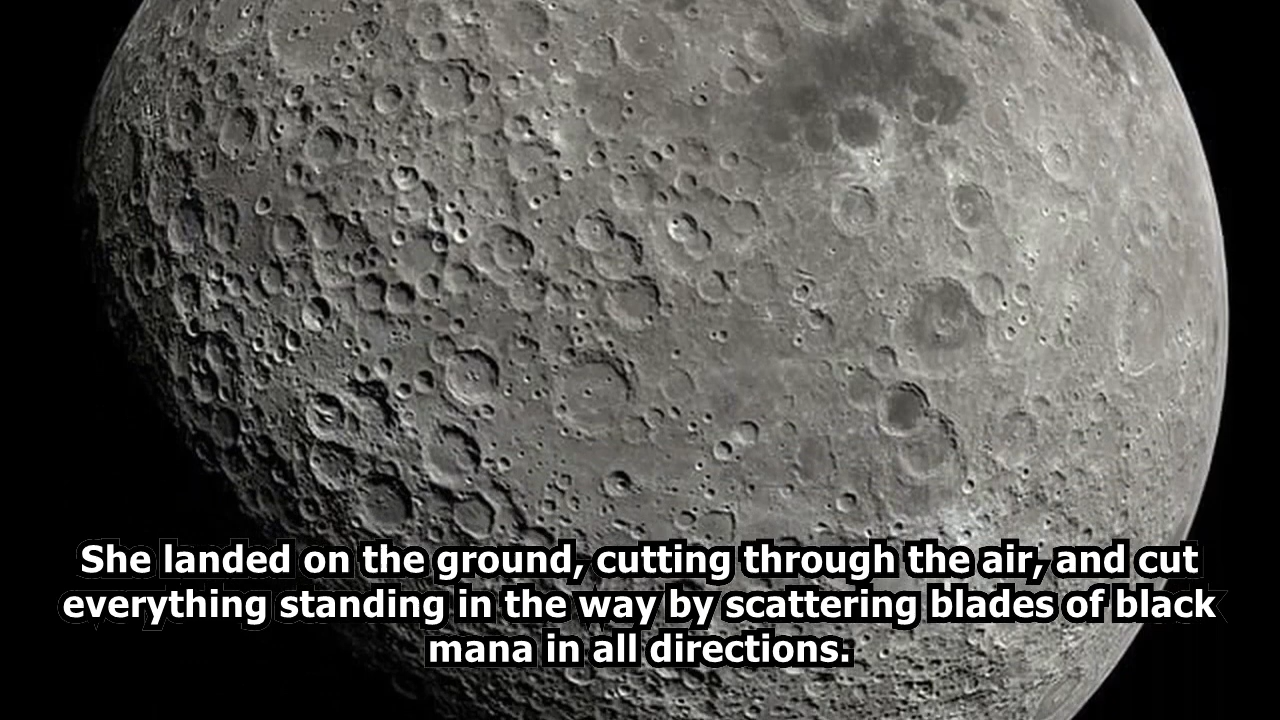 She landed on the ground, cutting through the air, and cut
everything standing in the way by scattering blades of black
mana in all directions.